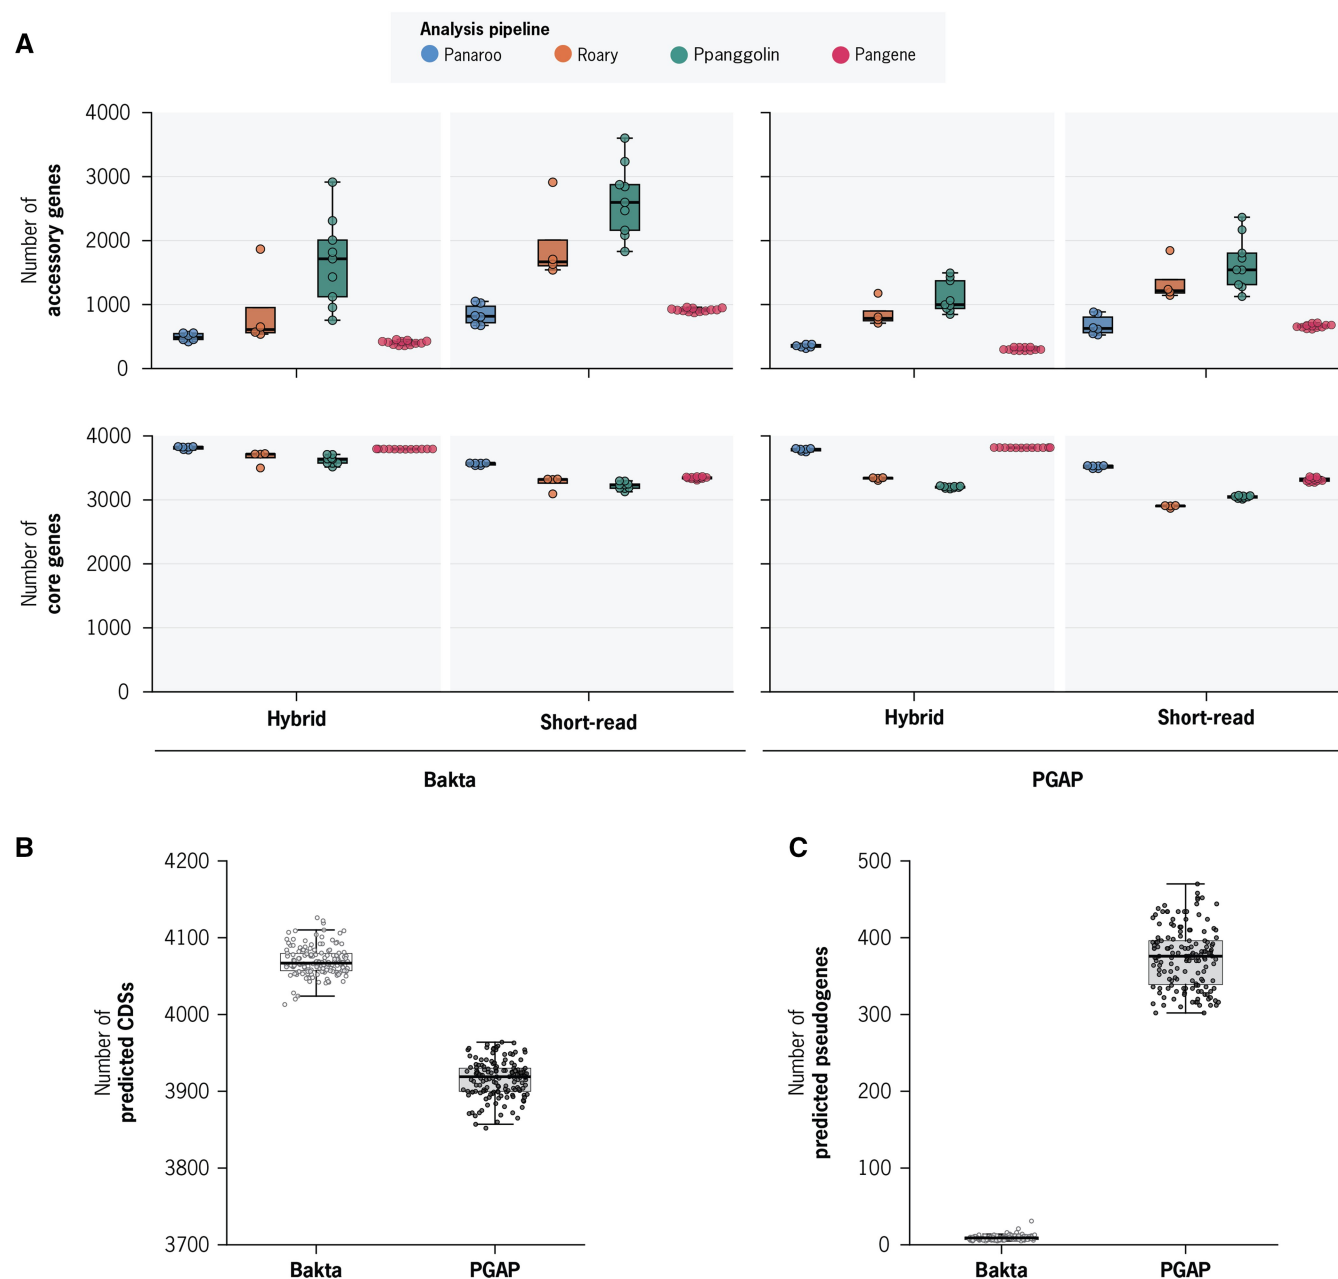 A
Analysis pipeline
Panaroo Roary Ppanggolin Pangene
Number of
accessory genes
4000
3000
2000
1000
0
Number of
core genes
4000
3000
2000
1000
0
Hybrid Short-read Hybrid Short-read
Bakta PGAP
B
Number of
predicted CDSs
4200
4100
4000
3900
3800
3700
Bakta PGAP
C
Number of
predicted pseudogenes
500
400
300
200
100
0
Bakta PGAP